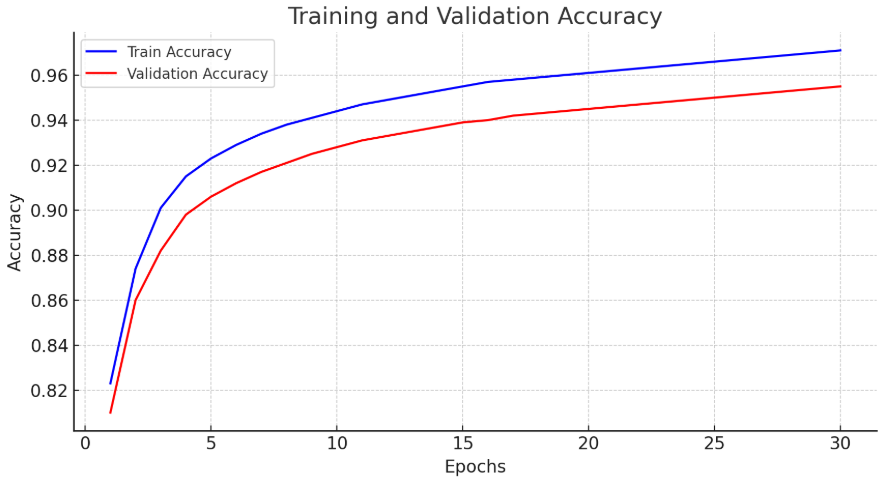 Training and Validation Accuracy
Train Accuracy
Validation Accuracy
0.96
0.94
0.92
0.90
0.88
0.86
0.84
0.82
Accuracy
0 5 10 15 20 25 30
Epochs